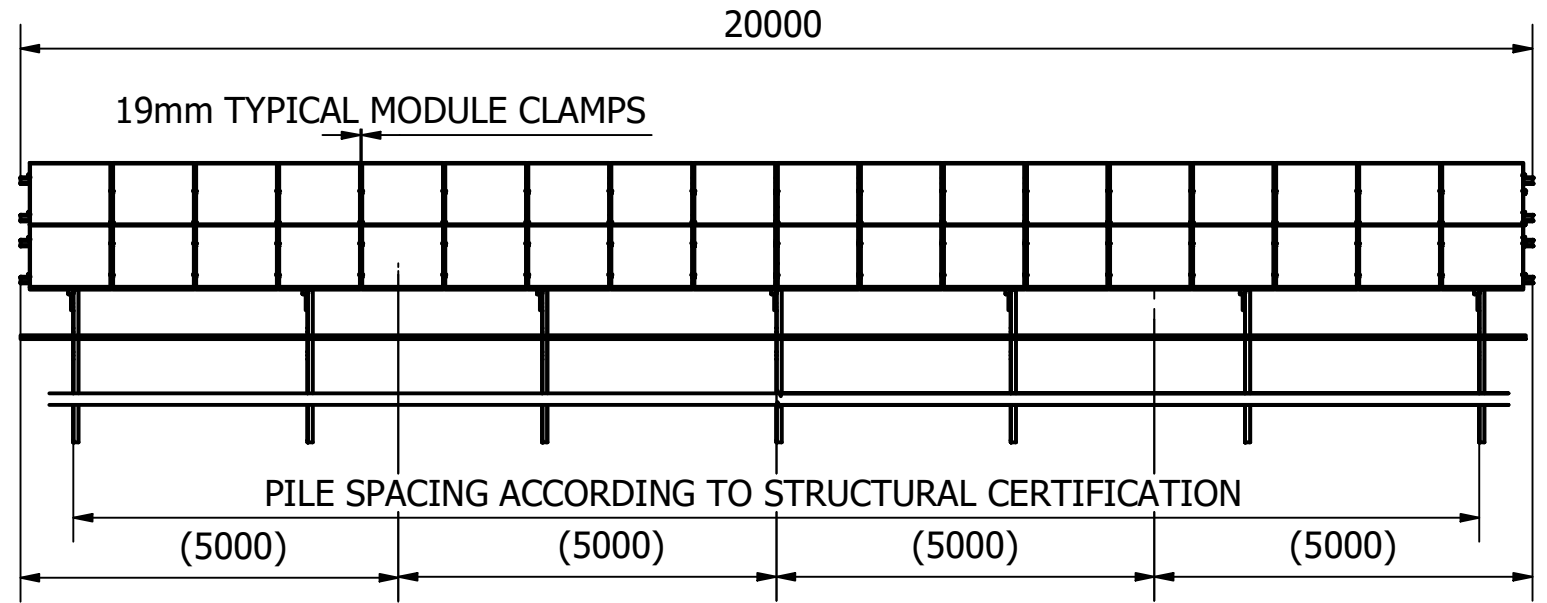 20000
19mm TYPICAL MODULE CLAMPS
PILE SPACING ACCORDING TO STRUCTURAL CERTIFICATION
(5000) (5000) (5000) (5000)